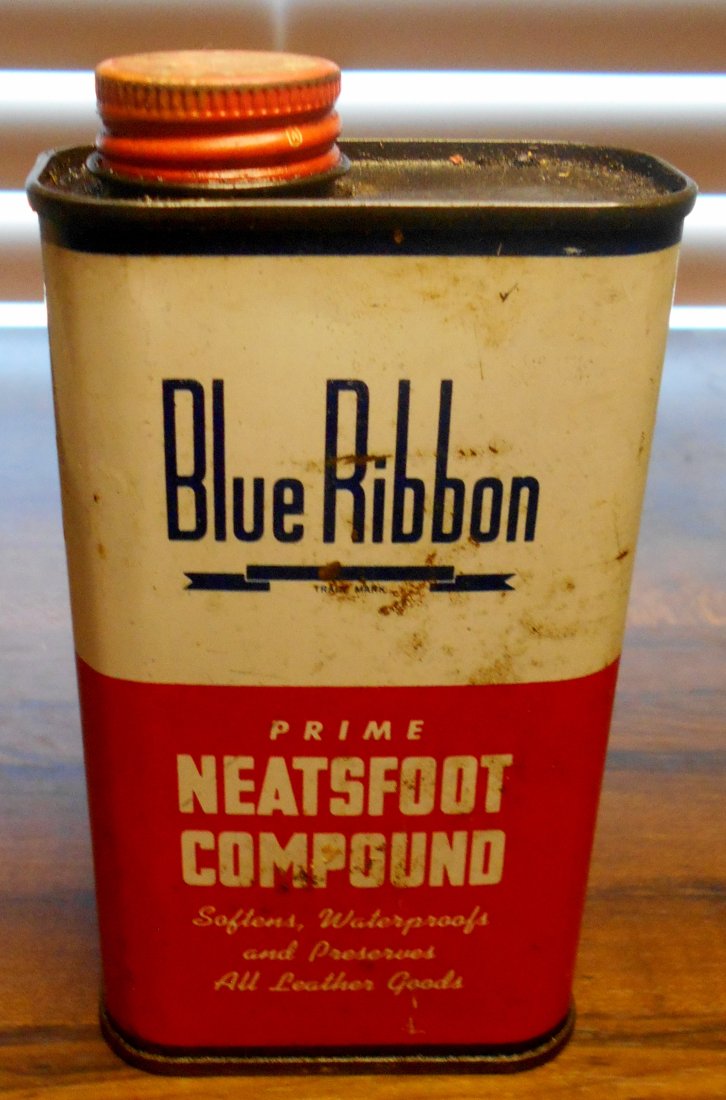 Blue Ribbon
TRADE MARK
PRIME
NEATSFOOT
COMPOUND
Softens, Waterproofs
and Preserves
All Leather Goods